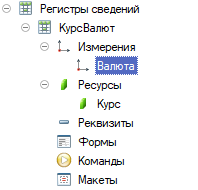 Регистры сведений
КурсВалют
Измерения
Валюта
Ресурсы
Курс
Реквизиты
Формы
Команды
Макеты